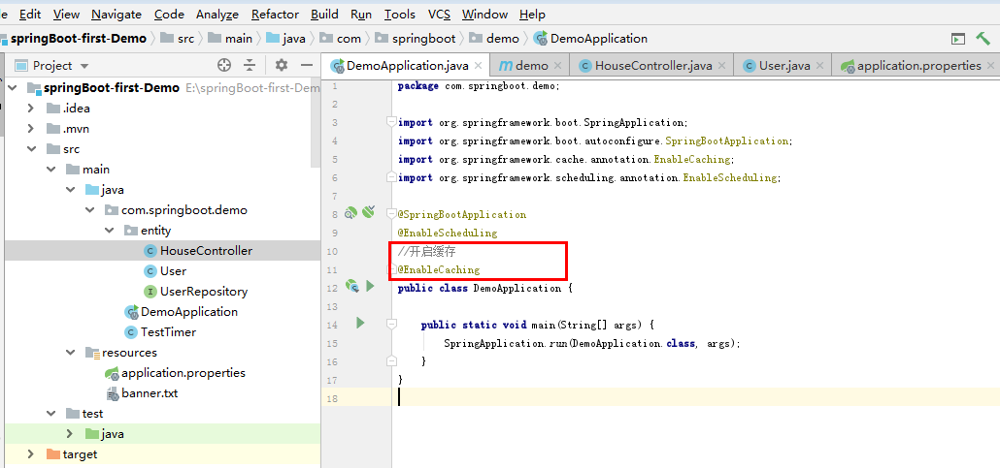 le Edit View Navigate Code Analyze Refactor Build Run Tools VCS Window Help
springBoot-first-Demo src main java com springboot demo DemoApplication
Project
DemoApplication.java demo HouseController.java User.java application.properties
springBoot-first-Demo E:\springBoot-first-Dem
.idea
.mvn
src
main
java
com.springboot.demo
entity
HouseController
User
UserRepository
DemoApplication
TestTimer
resources
application.properties
banner.txt
test
java
target
1 package com.springboot.demo;
2
3 import org.springframework.boot.SpringApplication;
4 import org.springframework.boot.autoconfigure.SpringBootApplication;
5 import org.springframework.cache.annotation.EnableCaching;
6 import org.springframework.scheduling.annotation.EnableScheduling;
7
8 @SpringBootApplication
9 @EnableScheduling
10 //开启缓存
11 @EnableCaching
12 public class DemoApplication {
13
14 public static void main(String[] args) {
15 SpringApplication.run(DemoApplication.class, args);
16 }
17 }
18